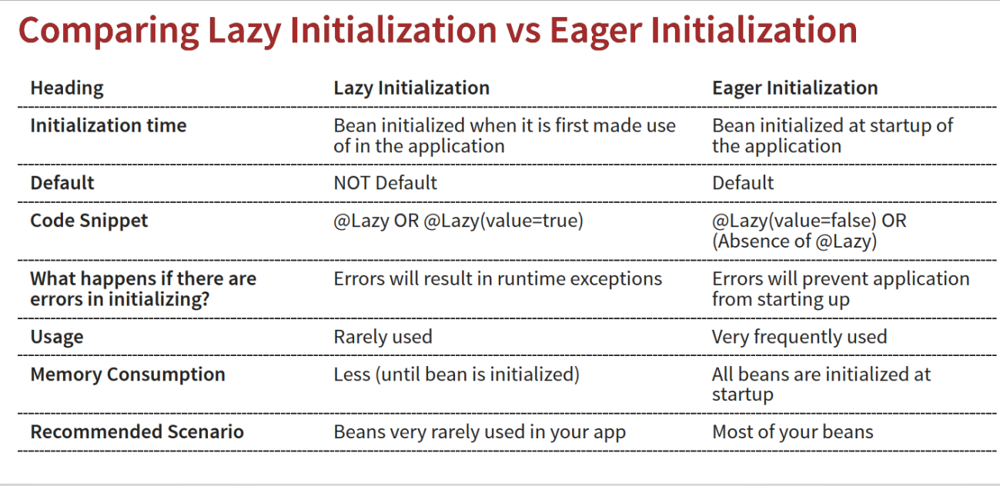 Comparing Lazy Initialization vs Eager Initialization
Heading Lazy Initialization Eager Initialization
Initialization time Bean initialized when it is first made use Bean initialized at startup of
of in the application the application
Default NOT Default Default
Code Snippet @Lazy OR @Lazy(value=true) @Lazy(value=false) OR
(Absence of @Lazy)
What happens if there are Errors will result in runtime exceptions Errors will prevent application
errors in initializing? from starting up
Usage Rarely used Very frequently used
Memory Consumption Less (until bean is initialized) All beans are initialized at
startup
Recommended Scenario Beans very rarely used in your app Most of your beans